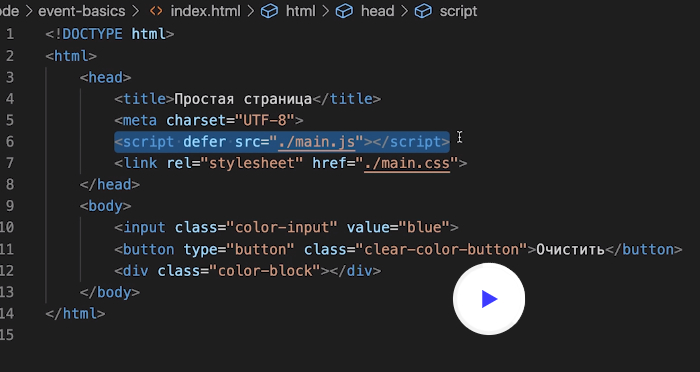 ode > event-basics > index.html > html > head > script
1 <!DOCTYPE html>
2 <html>
3 <head>
4 <title>Простая страница</title>
5 <meta charset="UTF-8">
6 <script defer src="./main.js"></script>
7 <link rel="stylesheet" href="./main.css">
8 </head>
9 <body>
10 <input class="color-input" value="blue">
11 <button type="button" class="clear-color-button">Очистить</button>
12 <div class="color-block"></div>
13 </body>
14 </html>
15